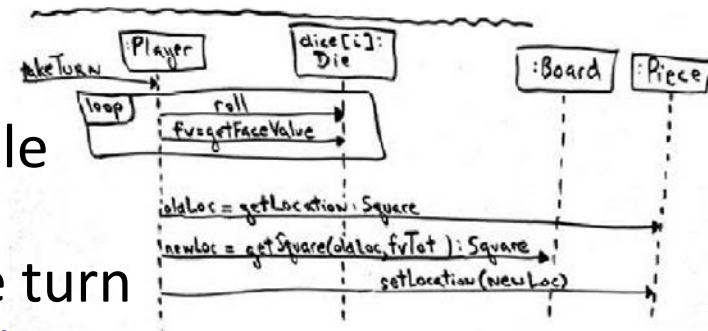 :Player
dice[i]:
Die
:Board
:Piece
takeTurn
loop
roll
fv=getFaceValue
le
oldLoc = getLocation : Square
newLoc = getSquare(oldLoc, fvTot) : Square
e turn
setLocation(newLoc)